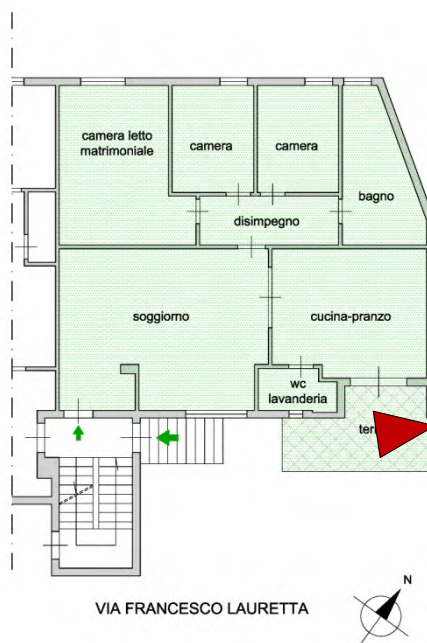 camera letto
matrimoniale
camera
camera
bagno
disimpegno
soggiorno
cucina-pranzo
wc
lavanderia
VIA FRANCESCO LAURETTA
N